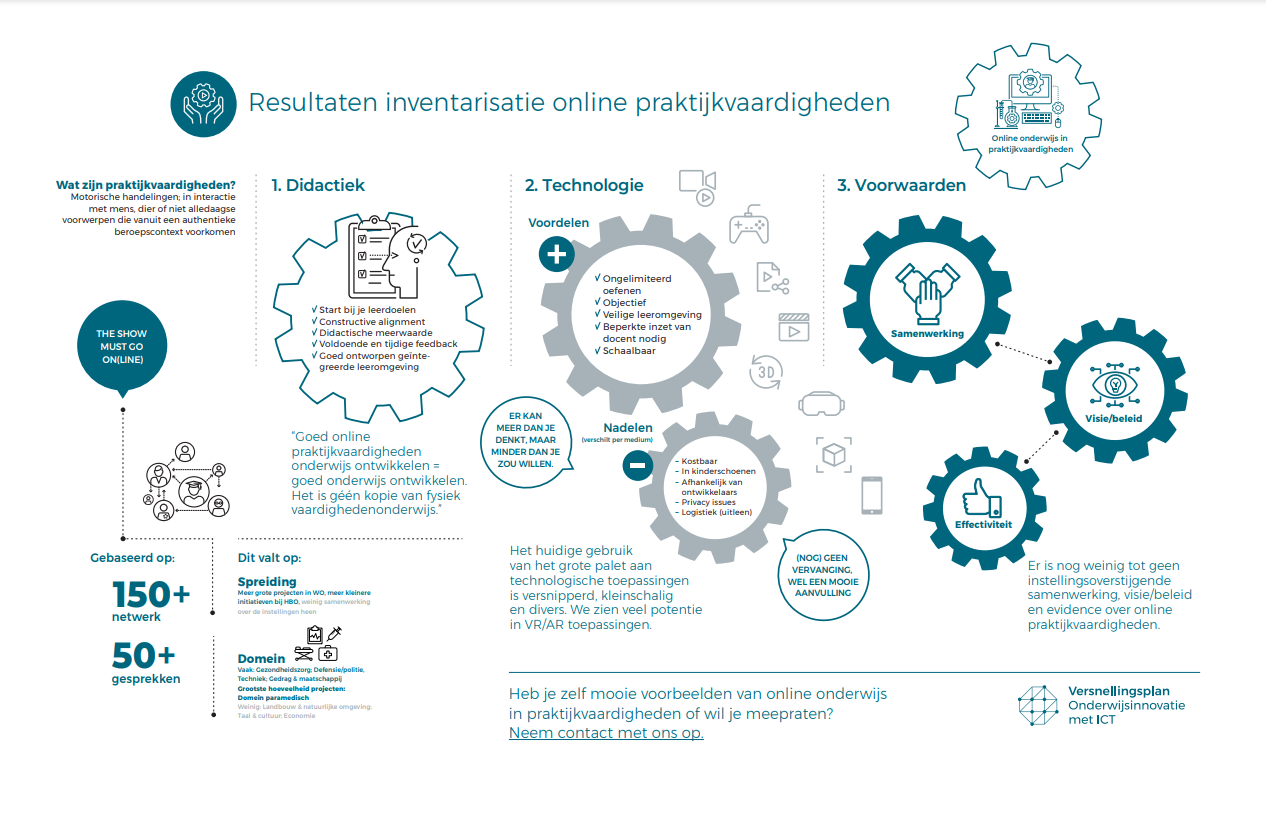 Resultaten inventarisatie online praktijkvaardigheden
Online onderwijs in
praktijkvaardigheden
Wat zijn praktijkvaardigheden?
Motorische handelingen; in interactie
met mens, dier of niet alledaagse
voorwerpen die vanuit een authentieke
beroepscontext voorkomen
THE SHOW
MUST GO
ON(LINE)
Gebaseerd op:
150+
netwerk
50+
gesprekken
Dit valt op:
Spreiding
Meer grote projecten in WO, meer kleinere
initiatieven bij HBO, weinig samenwerking
over de instellingen heen
Domein
Vaak: Gezondheidszorg; Defensie/politie,
Techniek; Gedrag & maatschappij
Grootste hoeveelheid projecten:
Domein paramedisch
Weinig: Landbouw & natuurlijke omgeving;
Taal & cultuur; Economie
1. Didactiek
✓ Start bij je leerdoelen
✓ Constructive alignment
✓ Didactische meerwaarde
✓ Voldoende en tijdige feedback
✓ Goed ontworpen geïnte-
greerde leeromgeving
"Goed online
praktijkvaardigheden
onderwijs ontwikkelen =
goed onderwijs ontwikkelen.
Het is géén kopie van fysiek
vaardighedenonderwijs."
2. Technologie
Voordelen
+
✓ Ongelimiteerd
oefenen
✓ Objectief
✓ Veilige leeromgeving
✓ Beperkte inzet van
docent nodig
✓ Schaalbaar
3D
ER KAN
MEER DAN JE
DENKT, MAAR
MINDER DAN JE
ZOU WILLEN.
Nadelen
(verschilt per medium)
–
– Kostbaar
– In kinderschoenen
– Afhankelijk van
ontwikkelaars
– Privacy issues
– Logistiek (uitleen)
(NOG) GEEN
VERVANGING,
WEL EEN MOOIE
AANVULLING
Het huidige gebruik
van het grote palet aan
technologische toepassingen
is versnipperd, kleinschalig
en divers. We zien veel potentie
in VR/AR toepassingen.
3. Voorwaarden
Samenwerking
Visie/beleid
Effectiviteit
Er is nog weinig tot geen
instellingsoverstijgende
samenwerking, visie/beleid
en evidence over online
praktijkvaardigheden.
Heb je zelf mooie voorbeelden van online onderwijs
in praktijkvaardigheden of wil je meepraten?
Neem contact met ons op.
Versnellingsplan
Onderwijsinnovatie
met ICT